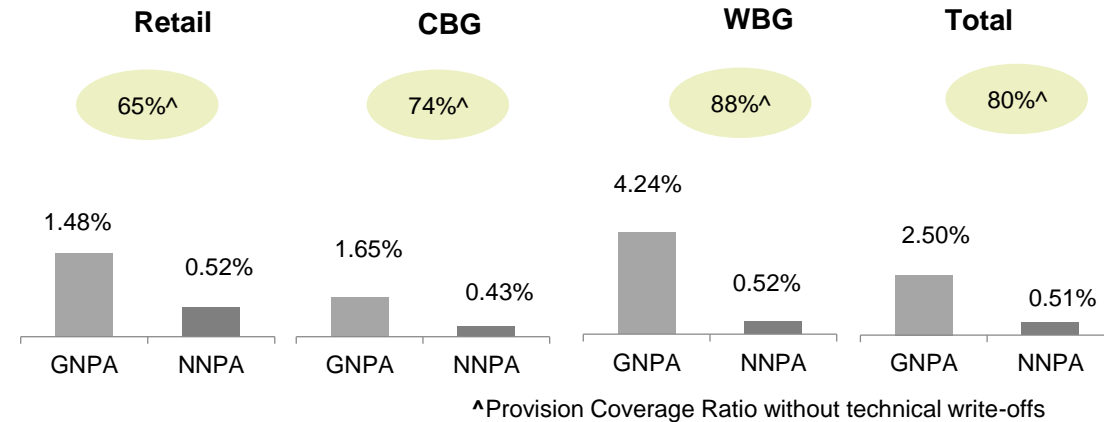 Retail CBG WBG Total
65%^ 74%^ 88%^ 80%^
1.48% 0.52% 1.65% 0.43% 4.24% 0.52% 2.50% 0.51%
GNPA NNPA GNPA NNPA GNPA NNPA GNPA NNPA
^Provision Coverage Ratio without technical write-offs